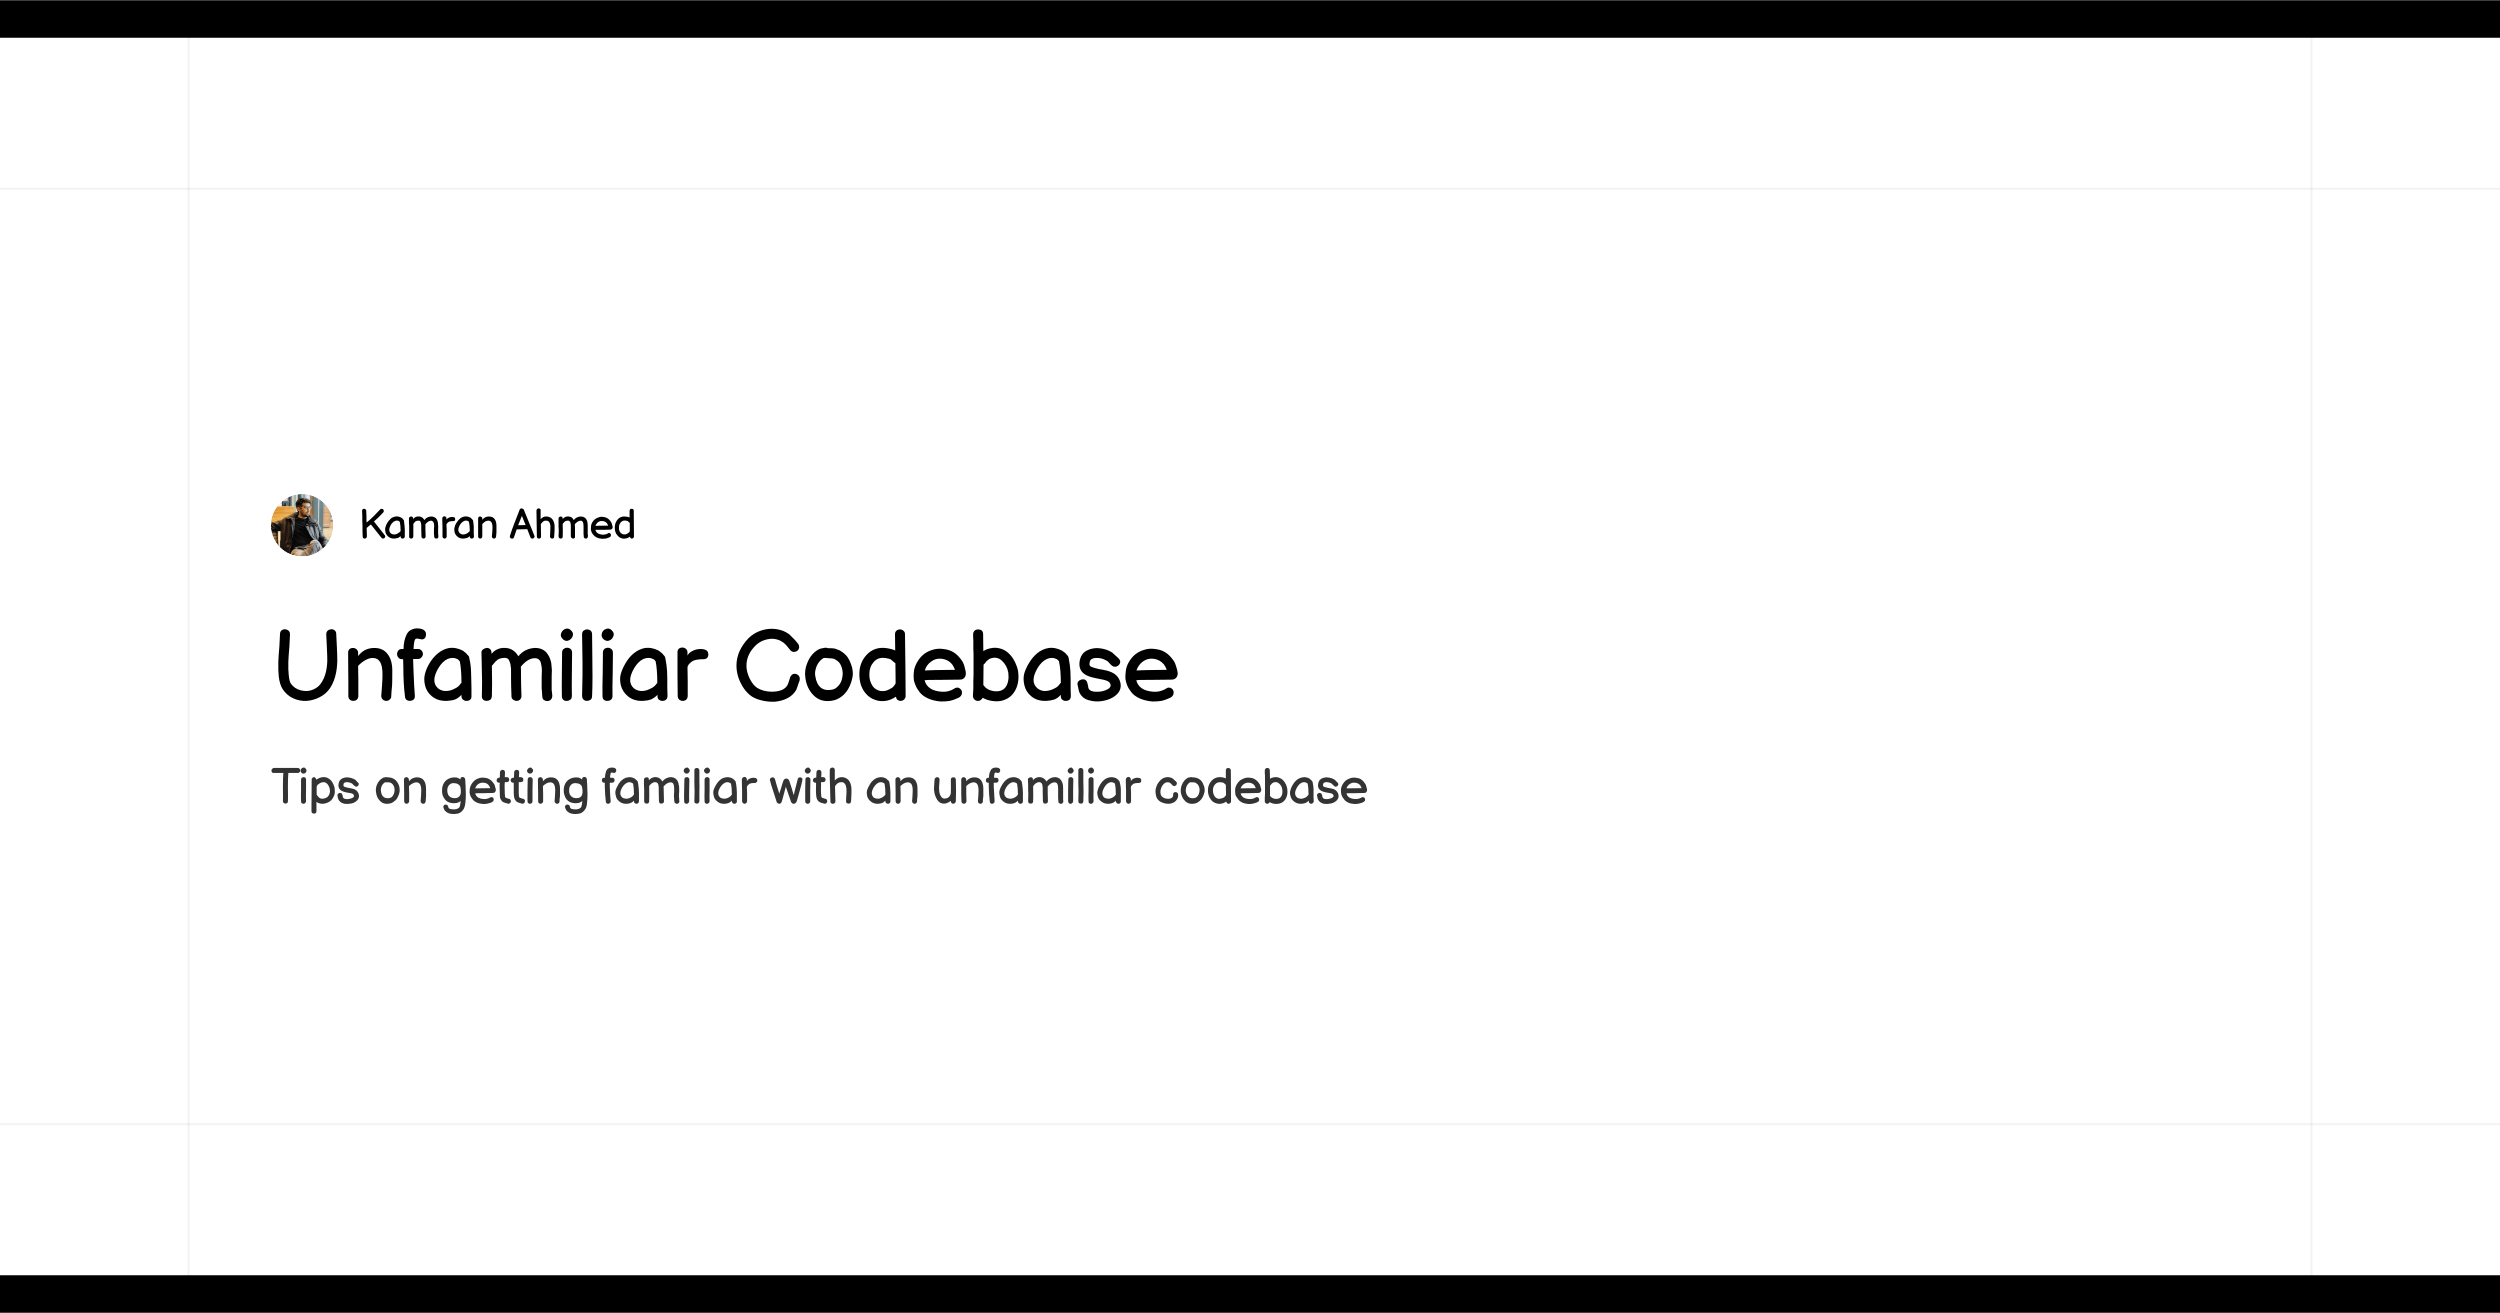 Kamran Ahmed
Unfamiliar Codebase
Tips on getting familiar with an unfamiliar codebase